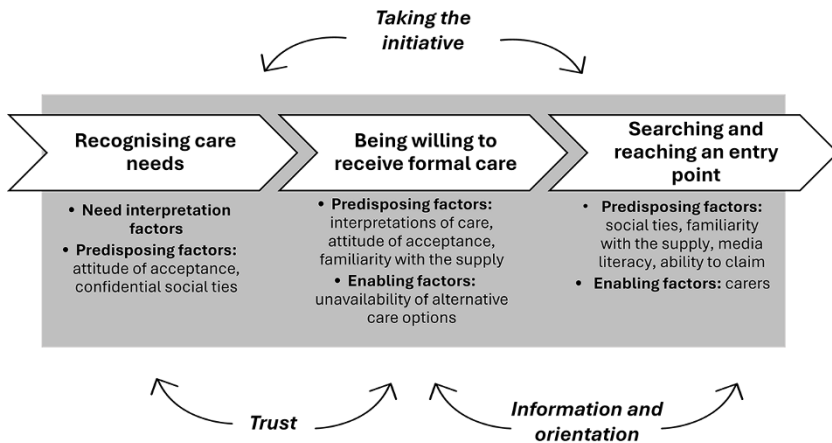 Taking the
initiative
Recognising care
needs
Being willing to
receive formal care
Searching and
reaching an entry
point
• Need interpretation
factors
• Predisposing factors:
attitude of acceptance,
confidential social ties
• Predisposing factors:
interpretations of care,
attitude of acceptance,
familiarity with the supply
• Enabling factors:
unavailability of alternative
care options
• Predisposing factors:
social ties, familiarity
with the supply, media
literacy, ability to claim
• Enabling factors: carers
Trust
Information and
orientation